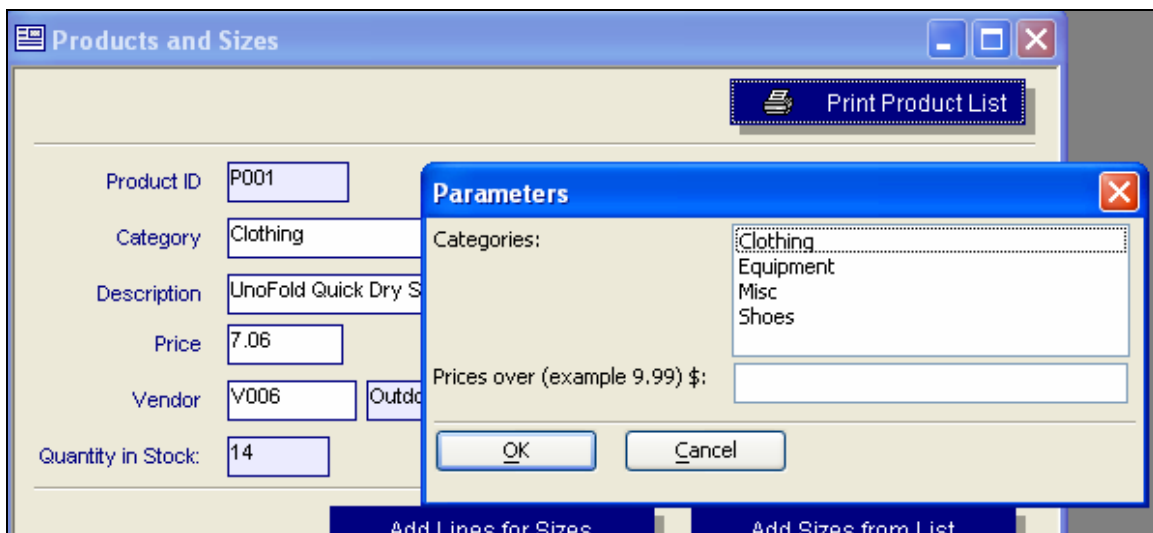 Products and Sizes
Print Product List
Product ID P001
Category Clothing
Description UnoFold Quick Dry S
Price 7.06
Vendor V006 Outdo
Quantity in Stock: 14
Parameters
Categories:
Clothing
Equipment
Misc
Shoes
Prices over (example 9.99) $:
OK Cancel
Add Lines for Sizes Add Sizes from List